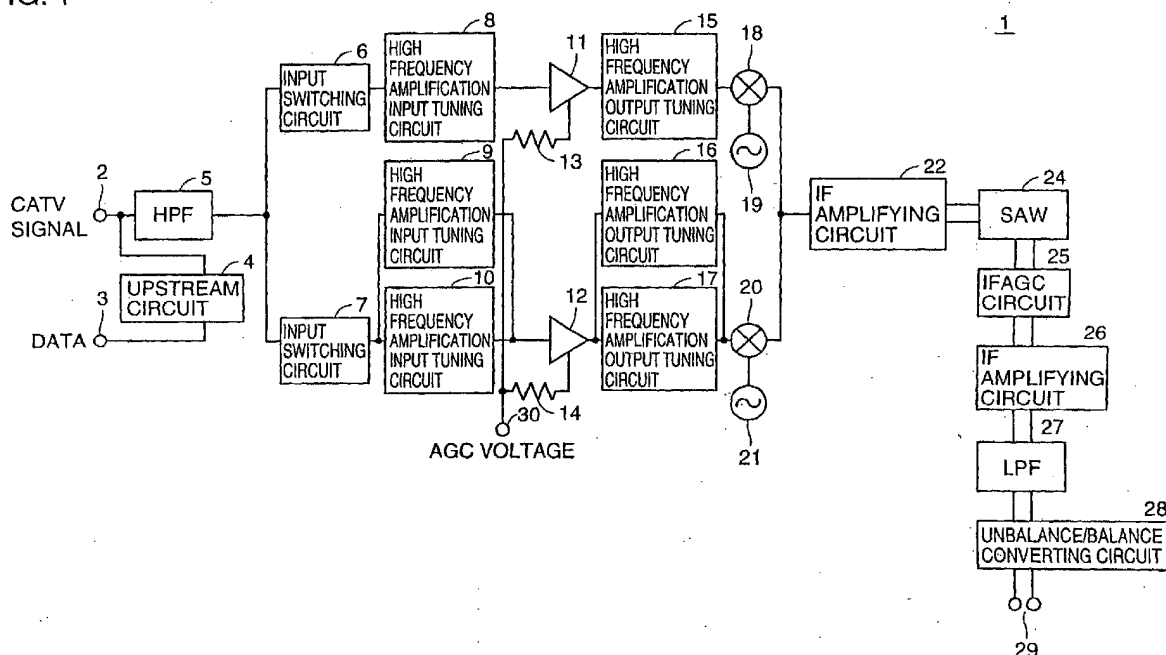 FIG. 1
1
CATV
SIGNAL
2
5
HPF
4
UPSTREAM
CIRCUIT
3
DATA
6
INPUT
SWITCHING
CIRCUIT
7
INPUT
SWITCHING
CIRCUIT
8
HIGH
FREQUENCY
AMPLIFICATION
INPUT TUNING
CIRCUIT
9
HIGH
FREQUENCY
AMPLIFICATION
INPUT TUNING
CIRCUIT
10
HIGH
FREQUENCY
AMPLIFICATION
INPUT TUNING
CIRCUIT
11
13
12
14
30
AGC VOLTAGE
15
HIGH
FREQUENCY
AMPLIFICATION
OUTPUT TUNING
CIRCUIT
16
HIGH
FREQUENCY
AMPLIFICATION
OUTPUT TUNING
CIRCUIT
17
HIGH
FREQUENCY
AMPLIFICATION
OUTPUT TUNING
CIRCUIT
18
19
20
21
22
IF
AMPLIFYING
CIRCUIT
24
SAW
25
IFAGC
CIRCUIT
26
IF
AMPLIFYING
CIRCUIT
27
LPF
28
UNBALANCE/BALANCE
CONVERTING CIRCUIT
29